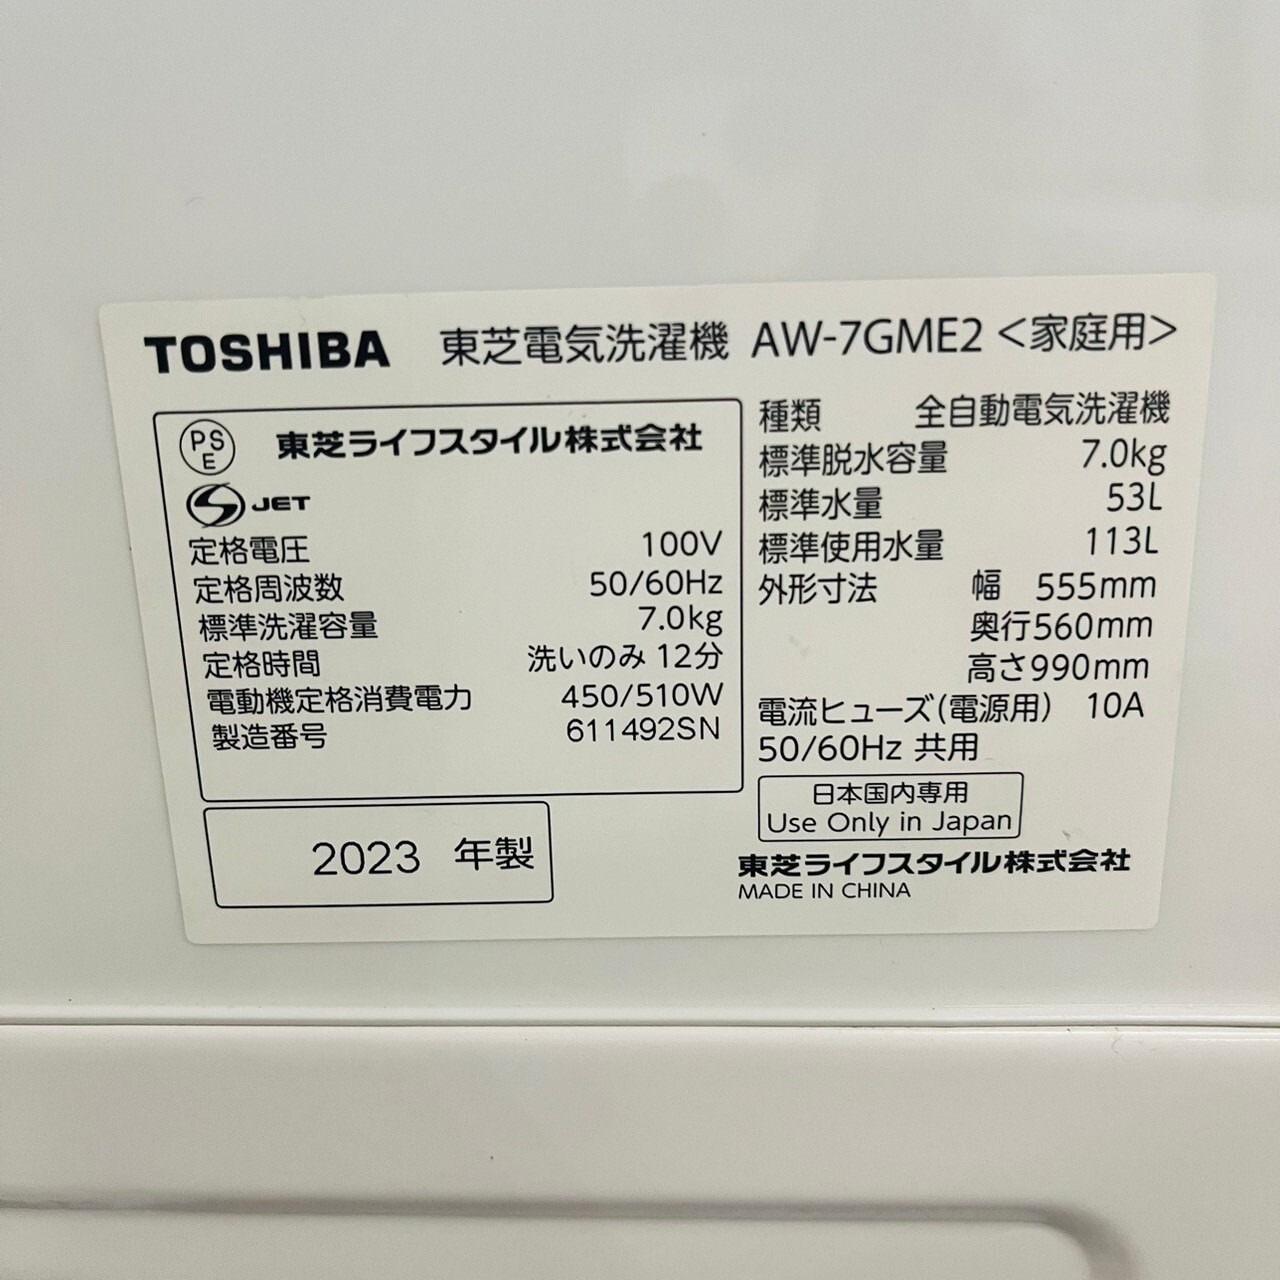 TOSHIBA 東芝電気洗濯機 AW-7GME2 <家庭用>
PSE 東芝ライフスタイル株式会社
S JET
定格電圧 100V
定格周波数 50/60Hz
標準洗濯容量 7.0kg
定格時間 洗いのみ 12分
電動機定格消費電力 450/510W
製造番号 611492SN
2023 年製
種類 全自動電気洗濯機
標準脱水容量 7.0kg
標準水量 53L
標準使用水量 113L
外形寸法 幅 555mm
奥行560mm
高さ990mm
電流ヒューズ(電源用) 10A
50/60Hz 共用
日本国内専用
Use Only in Japan
東芝ライフスタイル株式会社
MADE IN CHINA